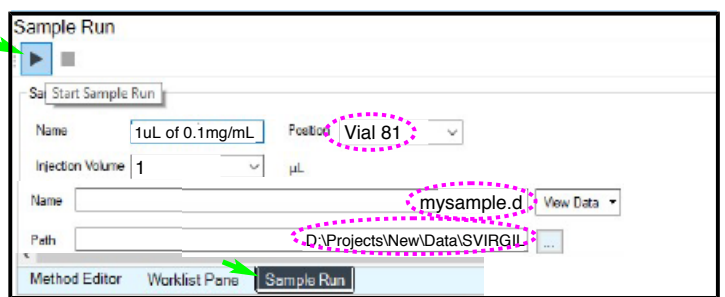 Sample Run
Start Sample Run
Name 1uL of 0.1mg/mL Position Vial 81
Injection Volume 1 µL
Name mysample.d View Data
Path D:\Projects\New\Data\SVIRGIL ...
Method Editor Worklist Pane Sample Run